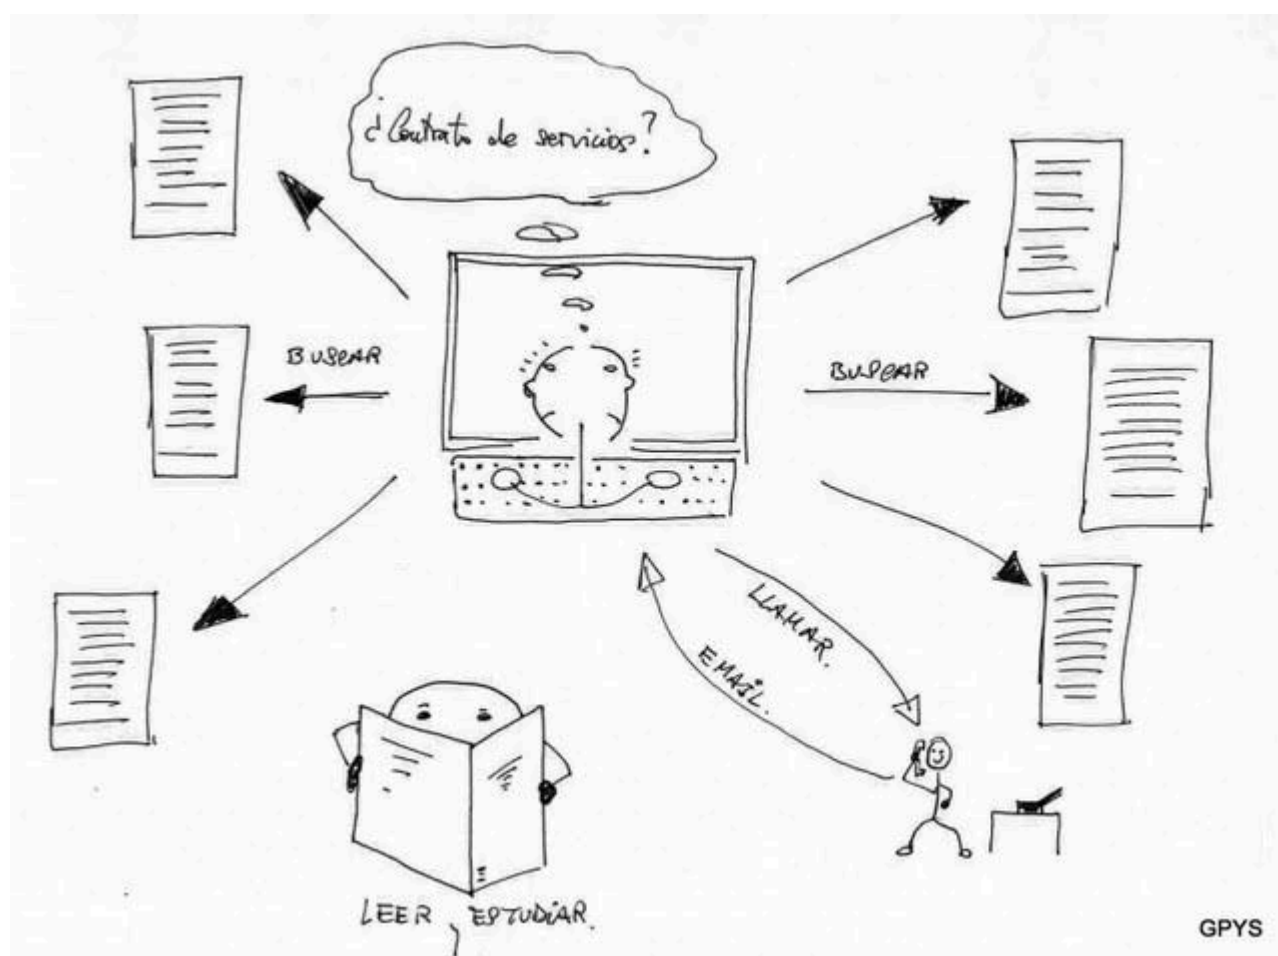 ¿Contrato de servicios?
BUSCAR
BUSCAR
LLAMAR.
EMAIL.
LEER, ESTUDIAR.
GPYS